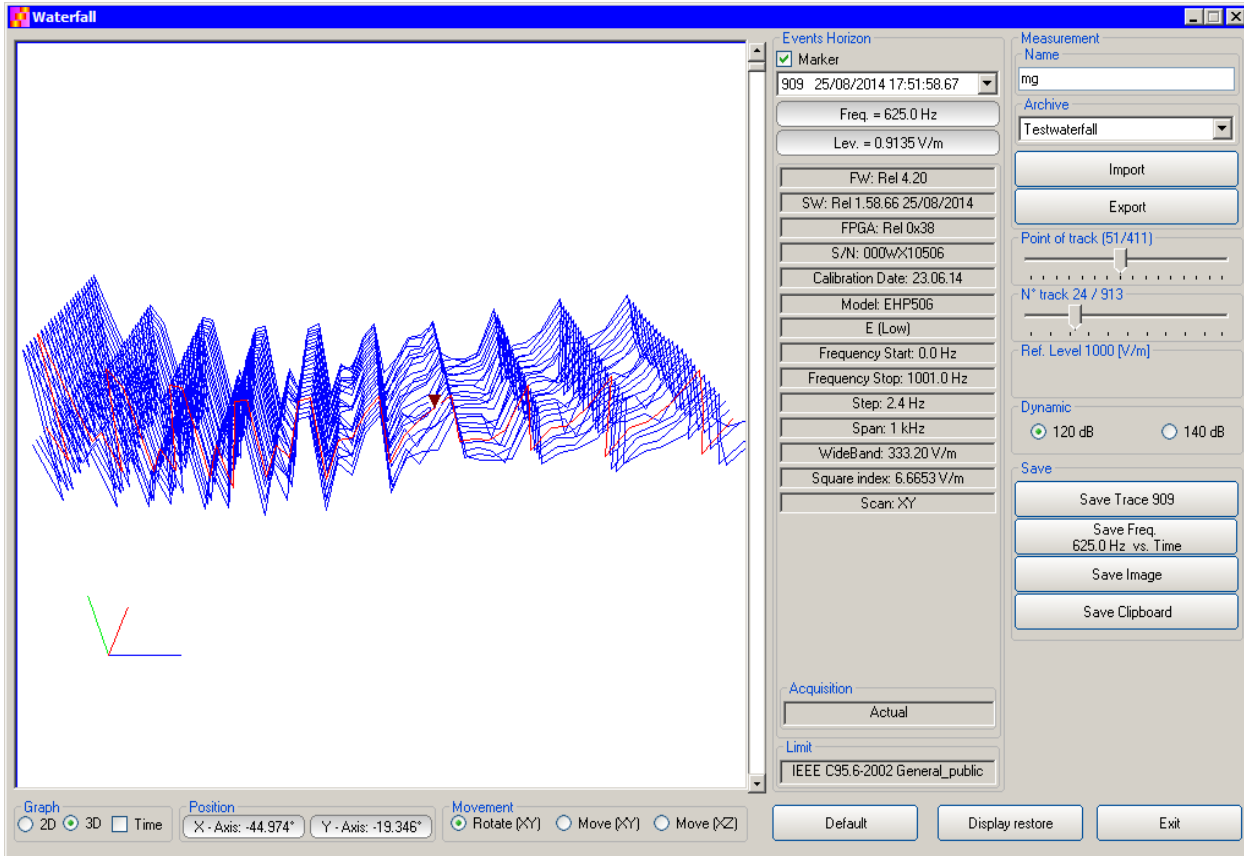 Waterfall
Events Horizon
Marker
909 25/08/2014 17:51:58.67
Freq. = 625.0 Hz
Lev. = 0.9135 V/m
FW: Rel 4.20
SW: Rel 1.58.66 25/08/2014
FPGA: Rel 0x38
S/N: 000WX10506
Calibration Date: 23.06.14
Model: EHP50G
E (Low)
Frequency Start: 0.0 Hz
Frequency Stop: 1001.0 Hz
Step: 2.4 Hz
Span: 1 kHz
WideBand: 333.20 V/m
Square index: 6.6653 V/m
Scan: XY
Acquisition
Actual
Limit
IEEE C95.6-2002 General_public
Measurement
Name
mg
Archive
Testwaterfall
Import
Export
Point of track (51/411)
N° track 24 / 913
Ref. Level 1000 [V/m]
Dynamic
120 dB
140 dB
Save
Save Trace 909
Save Freq.
625.0 Hz vs. Time
Save Image
Save Clipboard
Graph
2D
3D
Time
Position
X - Axis: -44.974°
Y - Axis: -19.346°
Movement
Rotate (XY)
Move (XY)
Move (XZ)
Default
Display restore
Exit